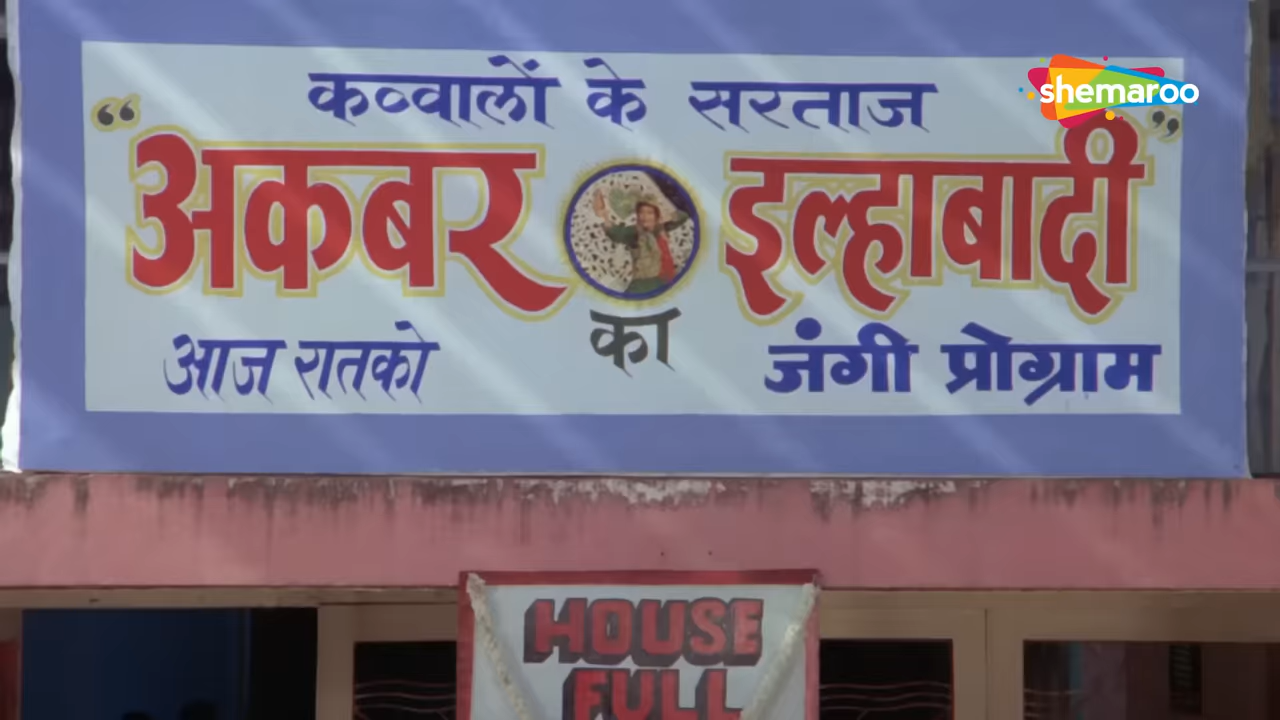 कव्वालों के सरताज
shemaroo
“अकबर इल्हाबादी”
का
आज रातको जंगी प्रोग्राम
HOUSE
FULL